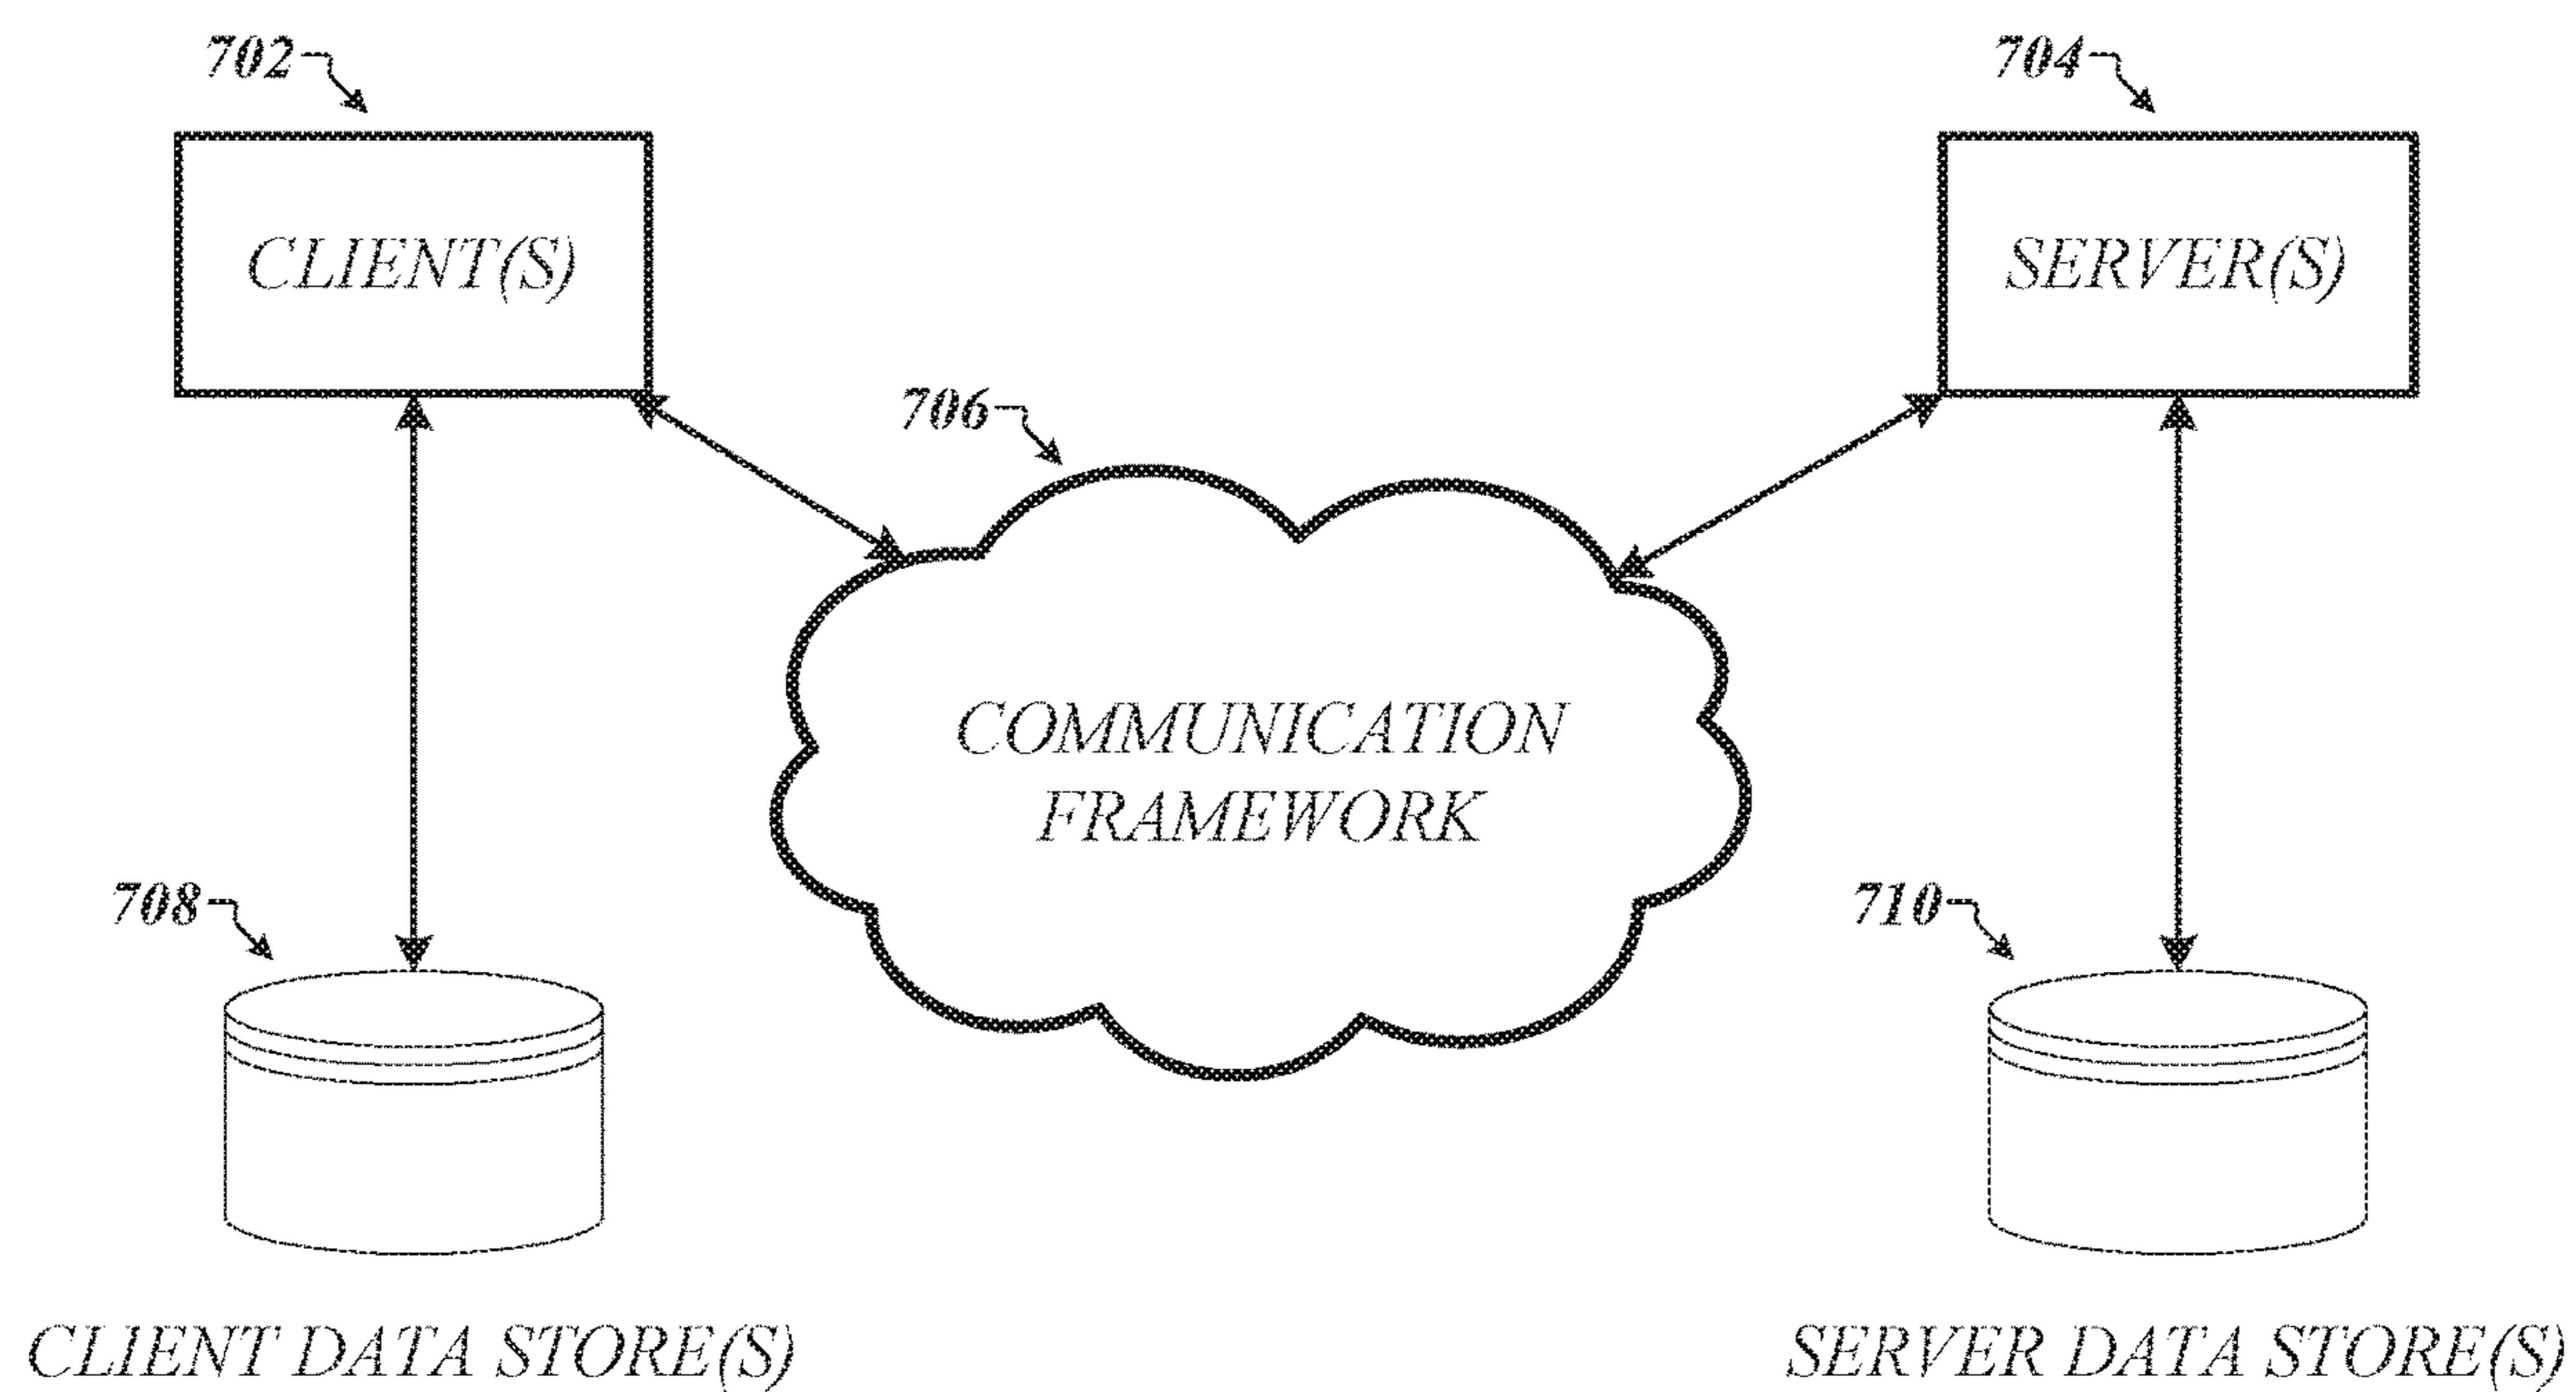 702
704
CLIENT(S)
SERVER(S)
706
COMMUNICATION
FRAMEWORK
708
710
CLIENT DATA STORE(S)
SERVER DATA STORE(S)